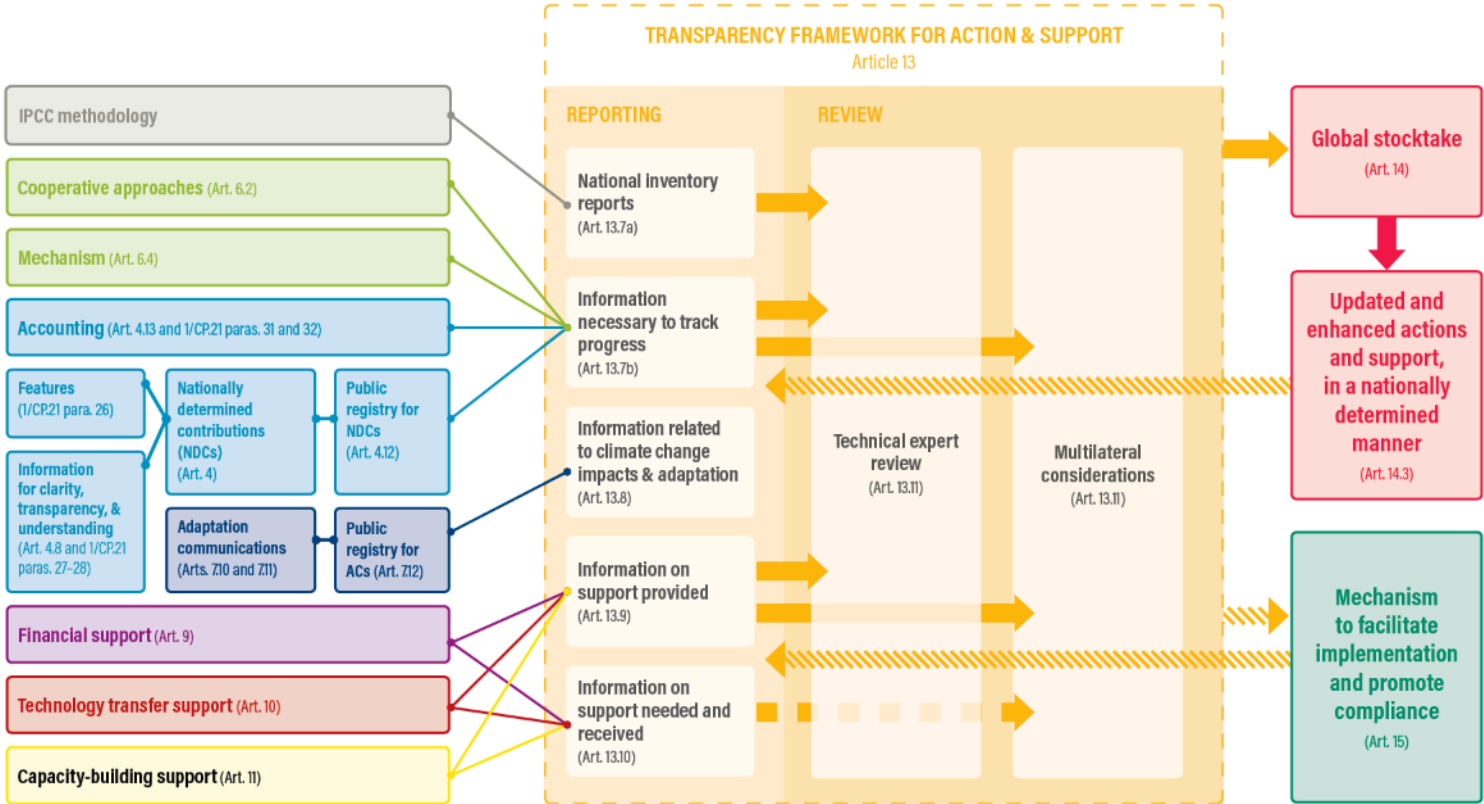 TRANSPARENCY FRAMEWORK FOR ACTION & SUPPORT
Article 13
IPCC methodology
Cooperative approaches (Art. 6.2)
Mechanism (Art. 6.4)
Accounting (Art. 4.13 and 1/CP.21 paras. 31 and 32)
Features
(1/CP.21 para. 26)
Information
for clarity,
transparency, &
understanding
(Art. 4.8 and 1/CP.21
paras. 27–28)
Nationally
determined
contributions
(NDCs)
(Art. 4)
Public
registry for
NDCs
(Art. 4.12)
Adaptation
communications
(Arts. 7.10 and 7.11)
Public
registry for
ACs (Art. 7.12)
Financial support (Art. 9)
Technology transfer support (Art. 10)
Capacity-building support (Art. 11)
REPORTING
National inventory
reports
(Art. 13.7a)
Information
necessary to track
progress
(Art. 13.7b)
Information related
to climate change
impacts & adaptation
(Art. 13.8)
Information on
support provided
(Art. 13.9)
Information on
support needed and
received
(Art. 13.10)
REVIEW
Technical expert
review
(Art. 13.11)
Multilateral
considerations
(Art. 13.11)
Global stocktake
(Art. 14)
Updated and
enhanced actions
and support,
in a nationally
determined
manner
(Art. 14.3)
Mechanism
to facilitate
implementation
and promote
compliance
(Art. 15)